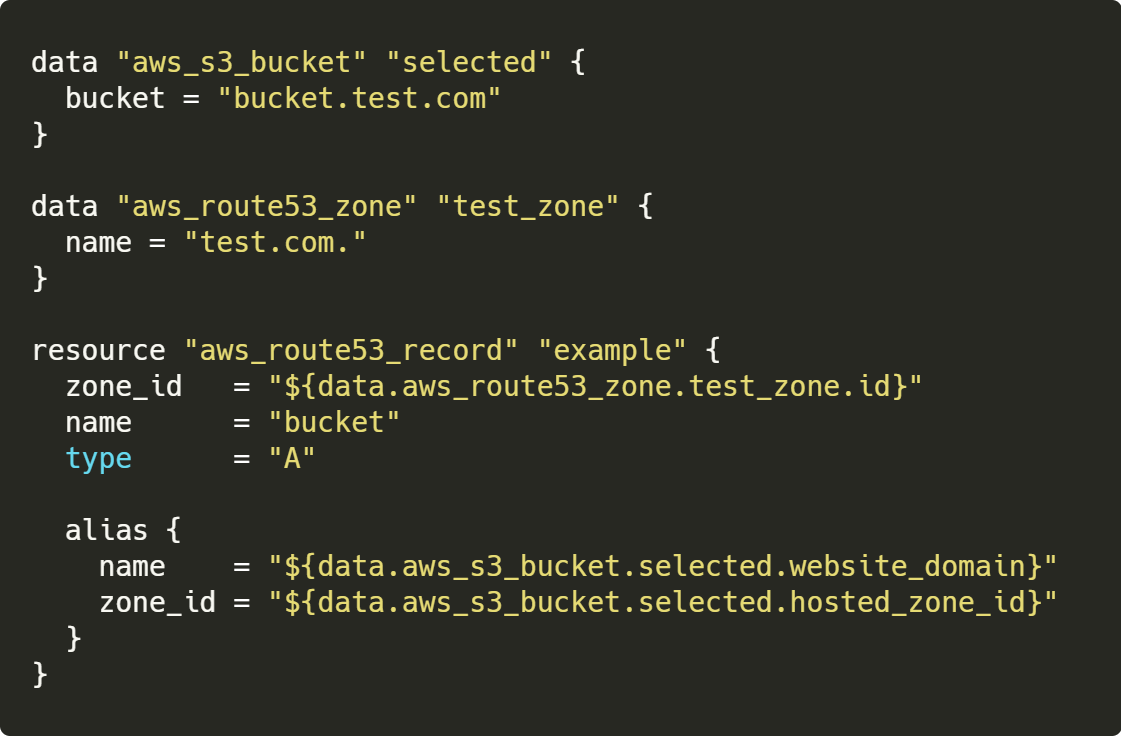 data "aws_s3_bucket" "selected" {
  bucket = "bucket.test.com"
}

data "aws_route53_zone" "test_zone" {
  name = "test.com."
}

resource "aws_route53_record" "example" {
  zone_id   = "${data.aws_route53_zone.test_zone.id}"
  name      = "bucket"
  type      = "A"

  alias {
    name    = "${data.aws_s3_bucket.selected.website_domain}"
    zone_id = "${data.aws_s3_bucket.selected.hosted_zone_id}"
  }
}